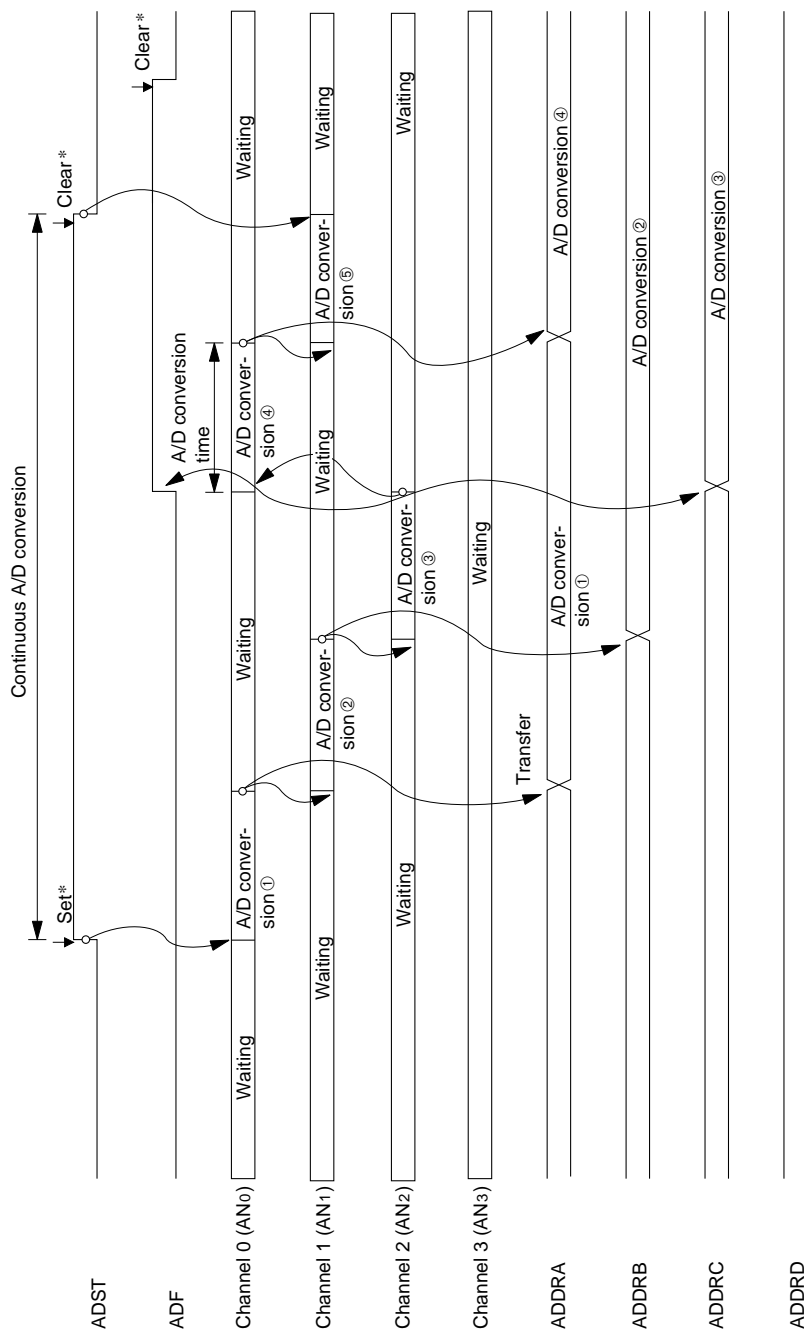 Continuous A/D conversion
Set*
Clear*
ADST
Clear*
ADF
A/D conversion
time
Channel 0 (AN0)
Waiting
A/D conver-
sion ①
Waiting
A/D conver-
sion ④
Waiting
Channel 1 (AN1)
Waiting
A/D conver-
sion ②
Waiting
A/D conver-
sion ⑤
Waiting
Channel 2 (AN2)
Waiting
A/D conver-
sion ③
Waiting
Channel 3 (AN3)
Waiting
Transfer
ADDRA
A/D conver-
sion ①
A/D conversion ④
ADDRB
A/D conversion ②
ADDRC
A/D conversion ③
ADDRD